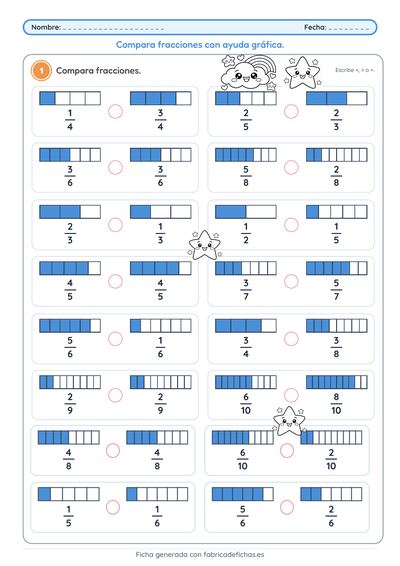 Nombre: Fecha:
Compara fracciones con ayuda gráfica.
1 Compara fracciones. Escribe <, > o =.
1/4 3/4 2/5 2/3
3/6 3/6 5/8 2/8
2/3 1/3 1/2 1/5
4/5 4/5 3/7 5/7
5/6 1/6 3/4 3/8
2/9 2/9 6/10 8/10
4/8 4/8 6/10 2/10
1/5 1/6 5/6 2/6
Ficha generada con fabricadefichas.es